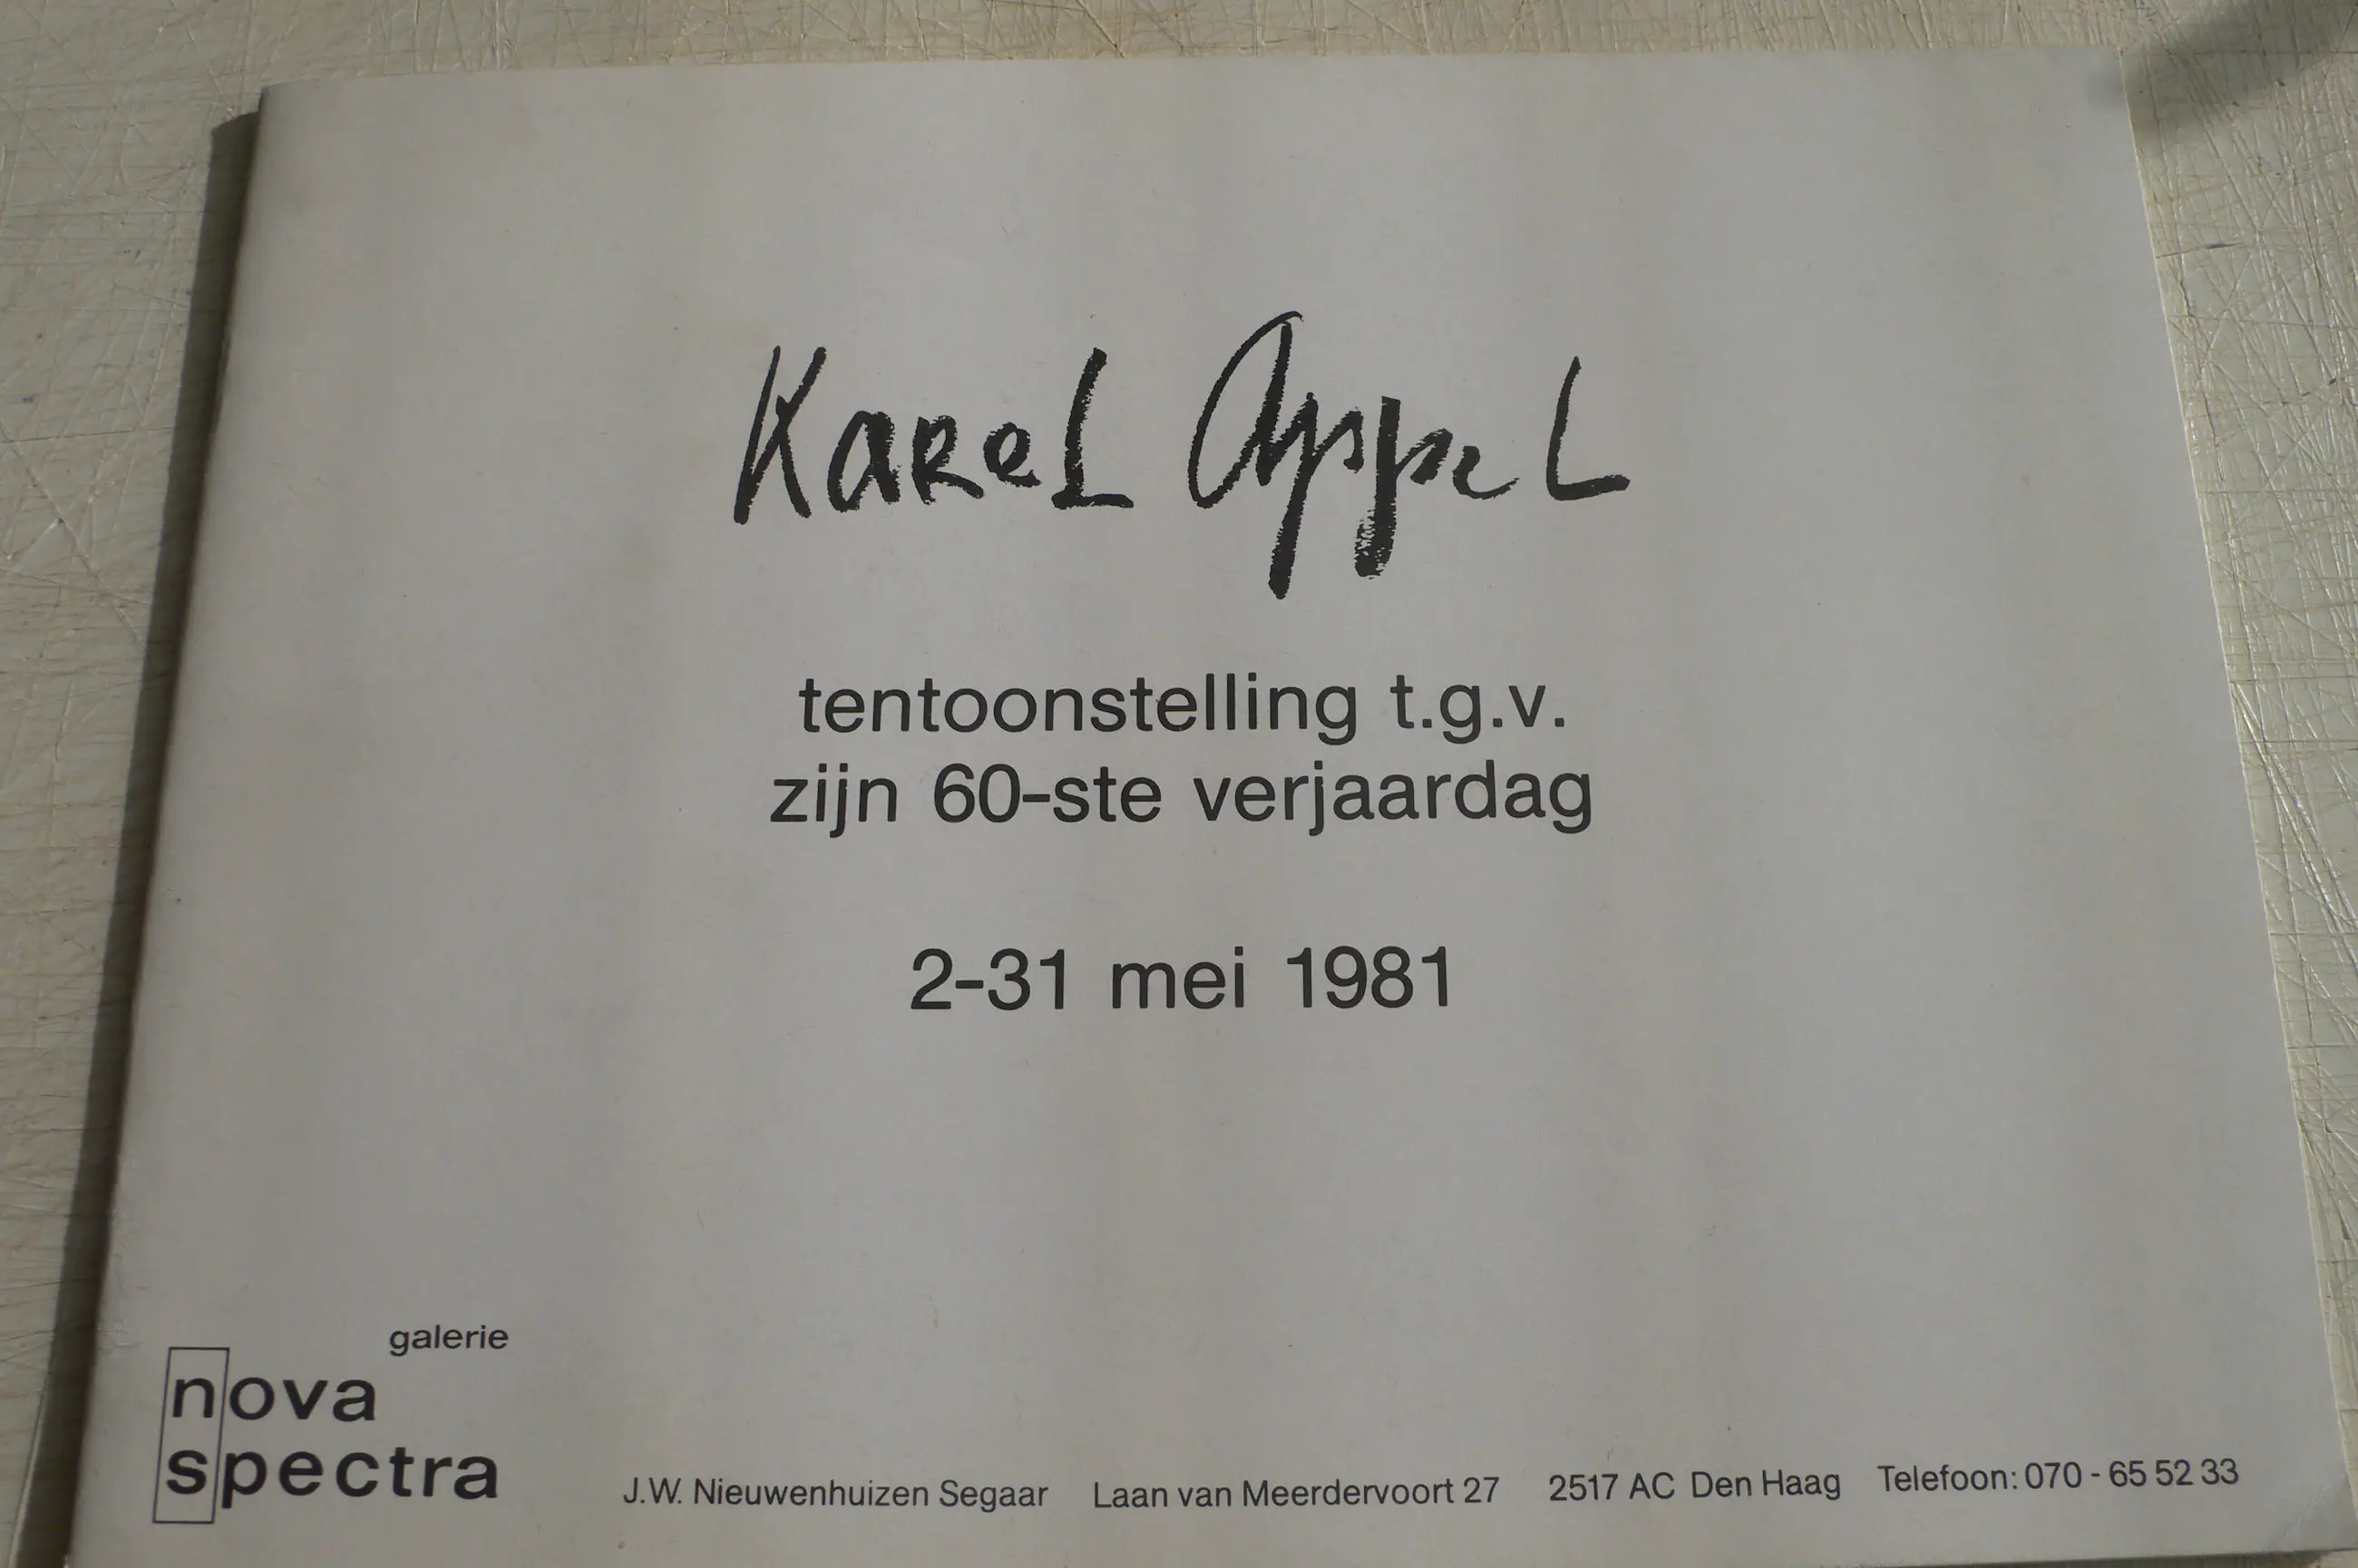 Karel Appel
tentoonstelling t.g.v.
zijn 60-ste verjaardag
2-31 mei 1981
galerie
nova
spectra
J.W. Nieuwenhuizen Segaar Laan van Meerdervoort 27 2517 AC Den Haag Telefoon: 070 - 65 52 33